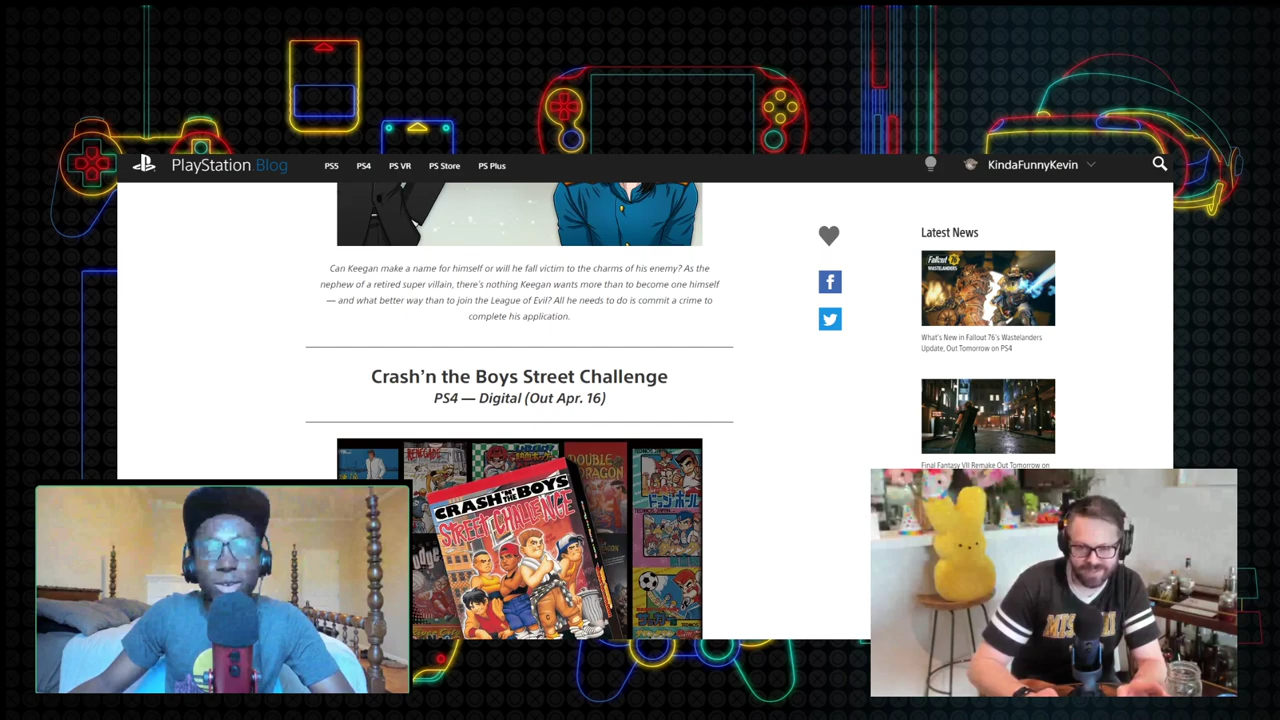 PlayStation.Blog
PS5
PS4
PS VR
PS Store
PS Plus
KindaFunnyKevin
Can Keegan make a name for himself or will he fall victim to the charms of his enemy? As the
nephew of a retired super villain, there's nothing Keegan wants more than to become one himself
— and what better way than to join the League of Evil? All he needs to do is commit a crime to
complete his application.
Crash'n the Boys Street Challenge
PS4 — Digital (Out Apr. 16)
RENEGADE
DOUBLE
DRAGON
CRASH 'N' THE BOYS
STREET CHALLENGE
Latest News
Fallout 76
WASTELANDERS
What's New in Fallout 76's Wastelanders
Update, Out Tomorrow on PS4
Final Fantasy VII Remake Out Tomorrow on